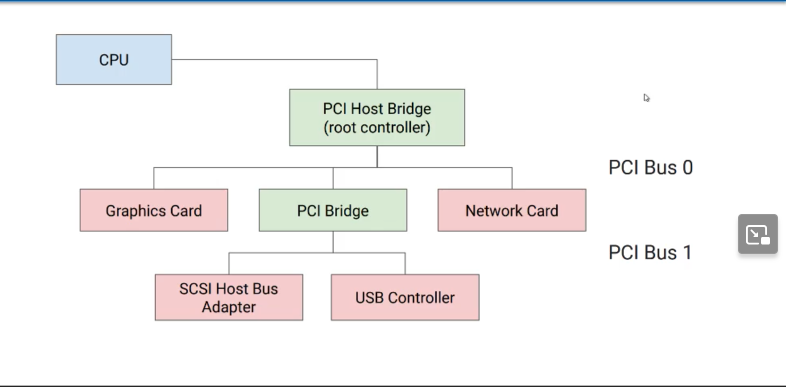 CPU
PCI Host Bridge
(root controller)
PCI Bus 0
Graphics Card
PCI Bridge
Network Card
PCI Bus 1
SCSI Host Bus
Adapter
USB Controller